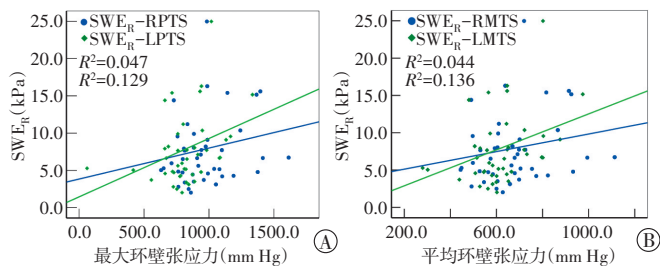 25.0
20.0
15.0
10.0
5.0
0.0
SWE_R(kPa)
SWE_R-RPTS
SWE_R-LPTS
R²=0.047
R²=0.129
0.0 500.0 1000.0 1500.0
最大环壁张应力(mm Hg)
A
25.0
20.0
15.0
10.0
5.0
0.0
SWE_R(kPa)
SWE_R-RMTS
SWE_R-LMTS
R²=0.044
R²=0.136
200.0 400.0 600.0 800.0 1000.0
平均环壁张应力(mm Hg)
B